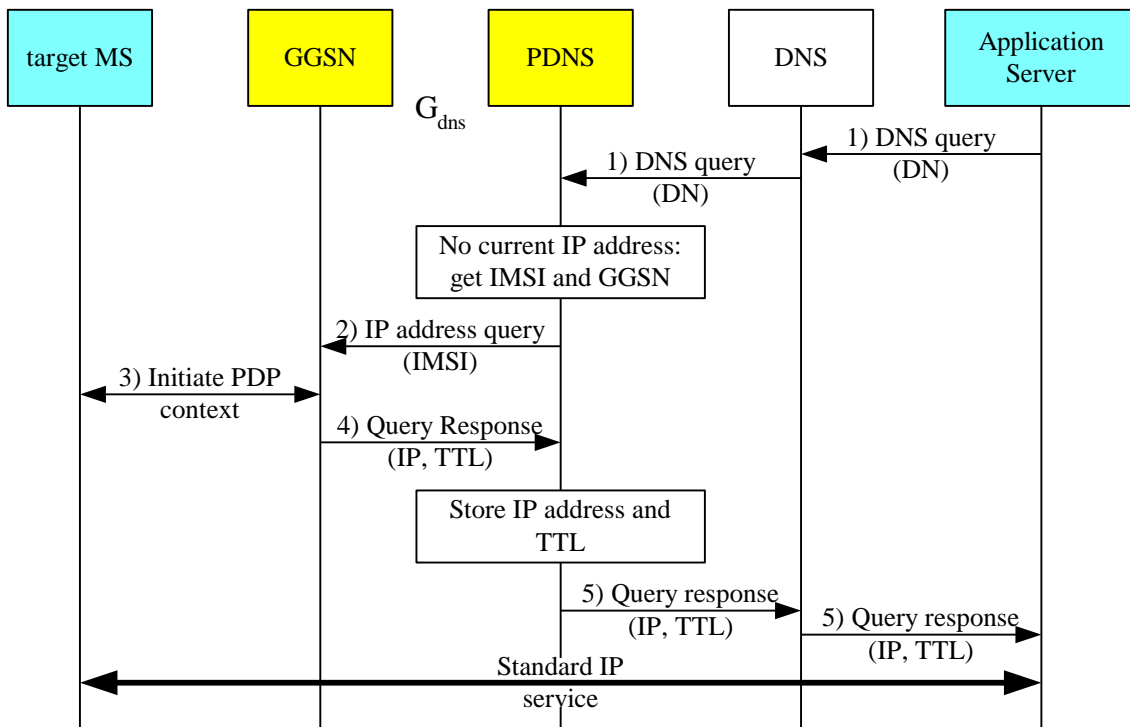 target MS
GGSN
PDNS
DNS
Application
Server
G dns
1) DNS query
(DN)
1) DNS query
(DN)
No current IP address:
get IMSI and GGSN
2) IP address query
(IMSI)
3) Initiate PDP
context
4) Query Response
(IP, TTL)
Store IP address and
TTL
5) Query response
(IP, TTL)
5) Query response
(IP, TTL)
Standard IP
service